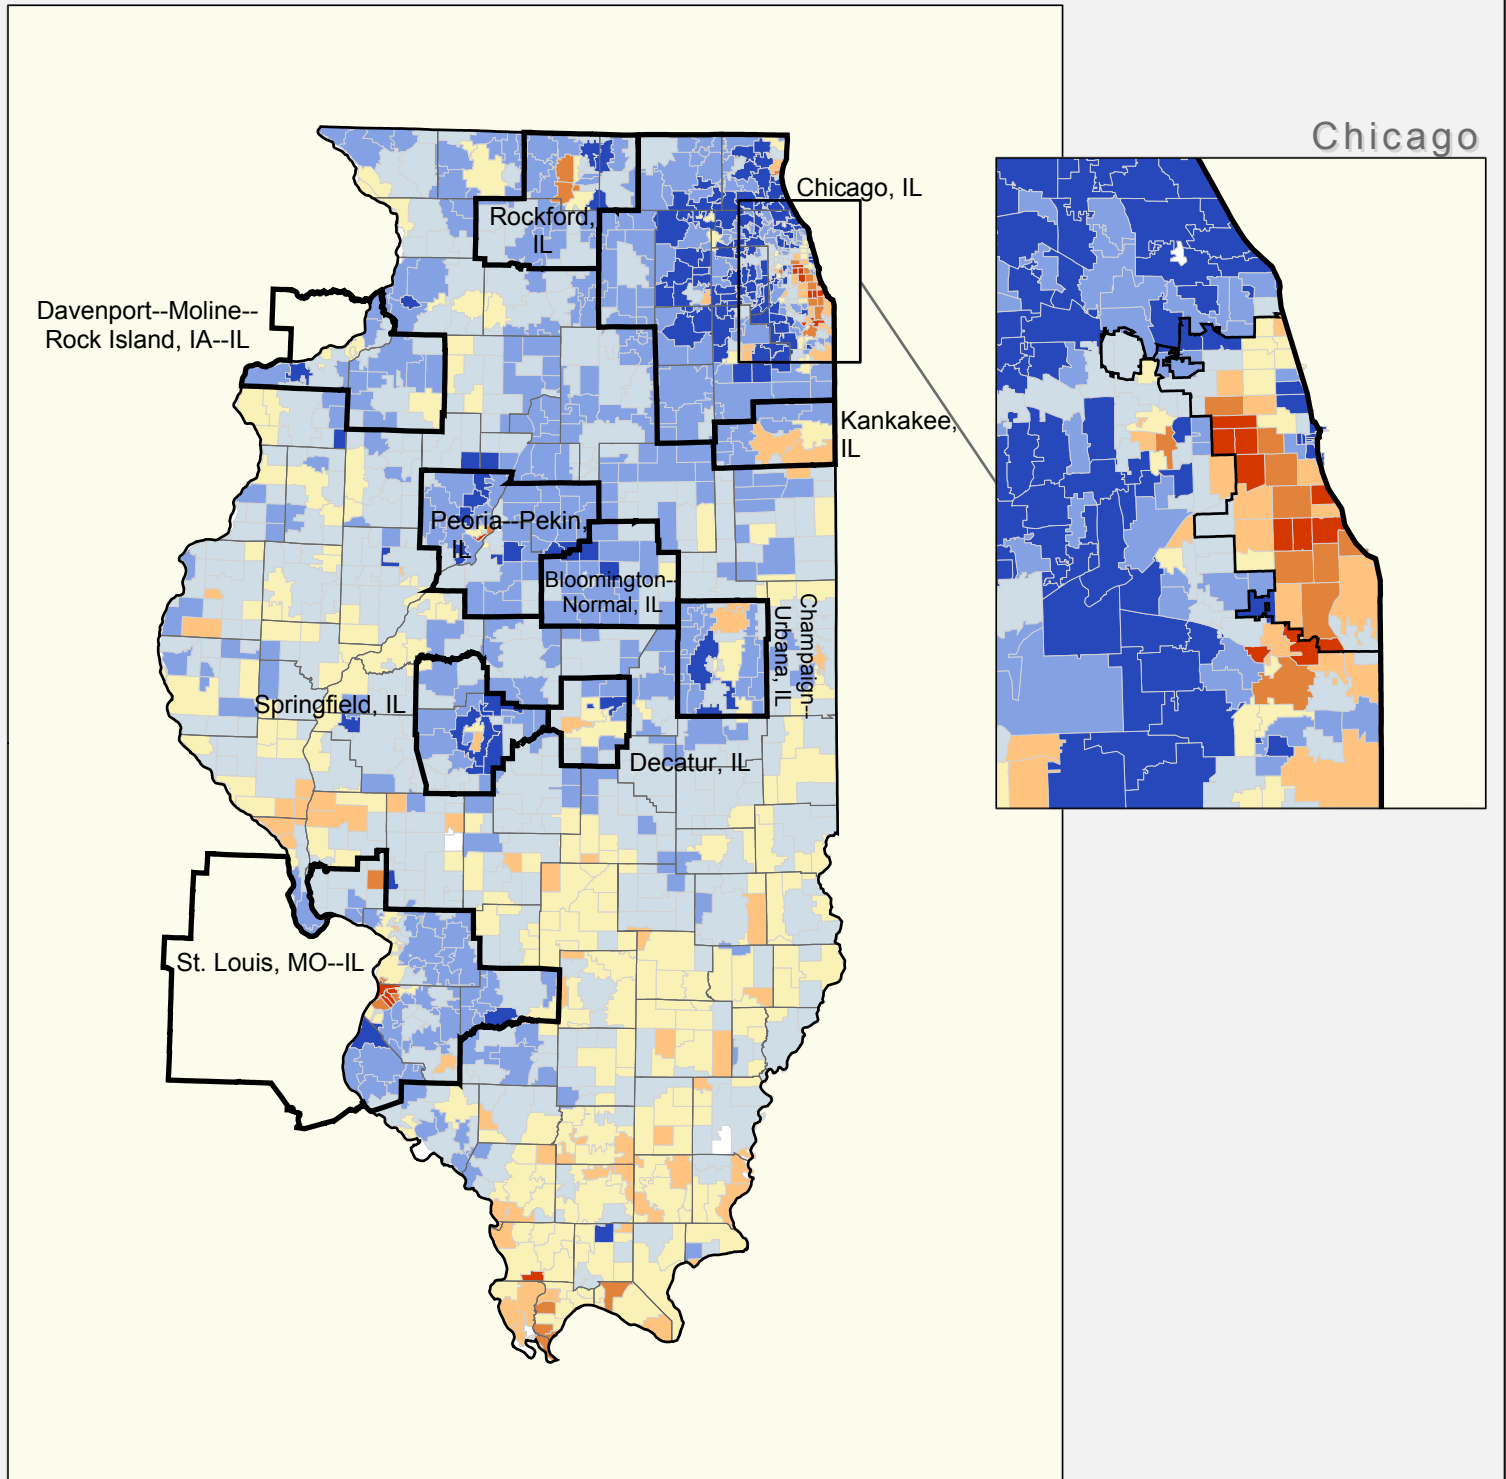 Chicago
Chicago, IL
Rockford,
IL
Davenport--Moline--
Rock Island, IA--IL
Kankakee,
IL
Peoria--Pekin,
IL
Bloomington--
Normal, IL
Champaign--
Urbana, IL
Springfield, IL
Decatur, IL
St. Louis, MO--IL